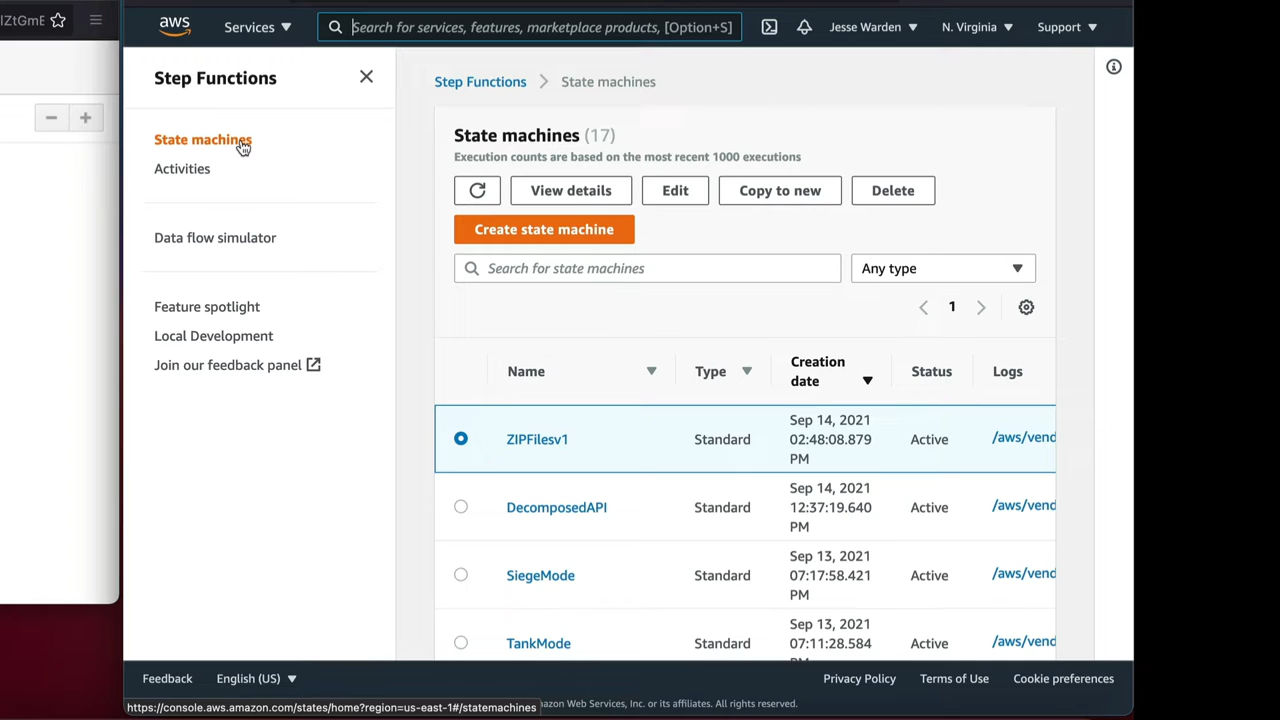 lZtGmE
aws
Services
Search for services, features, marketplace products, [Option+S]
Jesse Warden
N. Virginia
Support
Step Functions
State machines
Activities
Data flow simulator
Feature spotlight
Local Development
Join our feedback panel
Step Functions
State machines
State machines (17)
Execution counts are based on the most recent 1000 executions
View details
Edit
Copy to new
Delete
Create state machine
Search for state machines
Any type
1
Name
Type
Creation
date
Status
Logs
ZIPFilesv1
Standard
Sep 14, 2021
02:48:08.879
PM
Active
/aws/vend
DecomposedAPI
Standard
Sep 14, 2021
12:37:19.640
PM
Active
/aws/vend
SiegeMode
Standard
Sep 13, 2021
07:17:58.421
PM
Active
/aws/vend
TankMode
Standard
Sep 13, 2021
07:11:28.584
PM
Active
/aws/vend
Feedback
English (US)
Privacy Policy
Terms of Use
Cookie preferences
https://console.aws.amazon.com/states/home?region=us-east-1#/statemachines
azon Web Services, Inc. or its affiliates. All rights reserved.